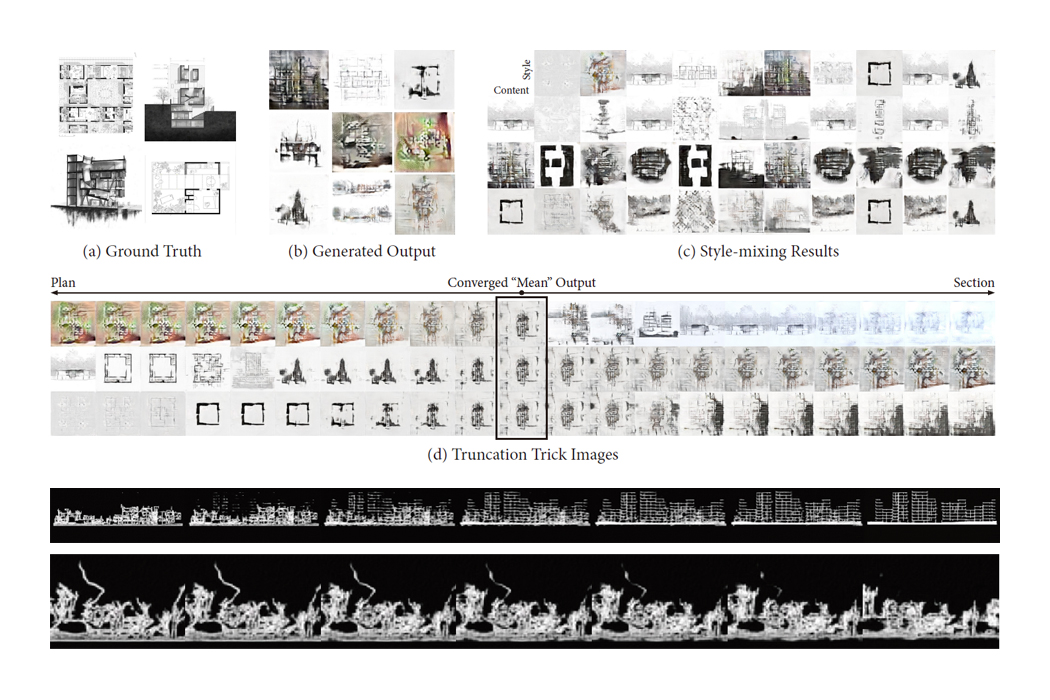 Style
Content
(a) Ground Truth
(b) Generated Output
(c) Style-mixing Results
Plan
Converged “Mean” Output
Section
(d) Truncation Trick Images